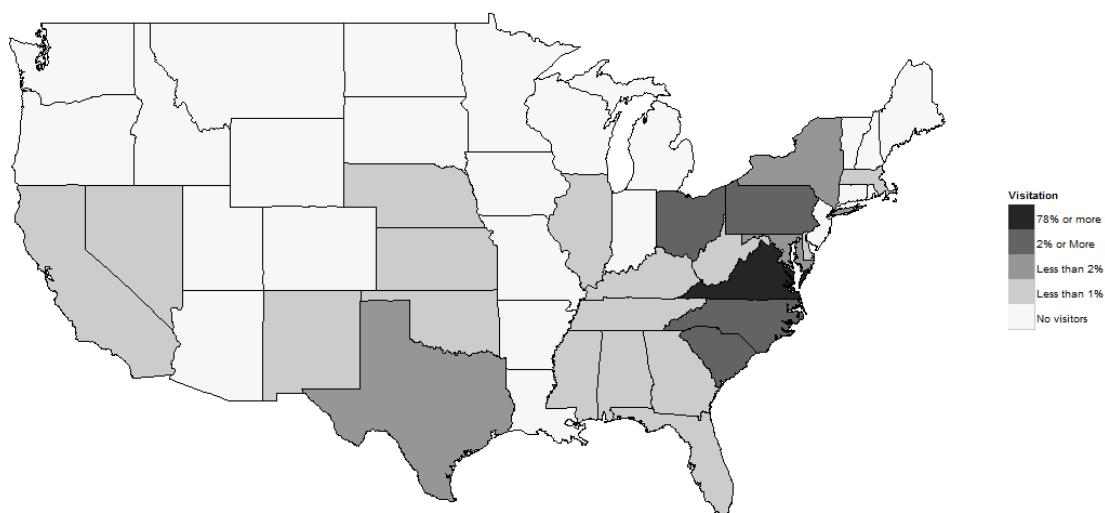 Visitation
78% or more
2% or More
Less than 2%
Less than 1%
No visitors